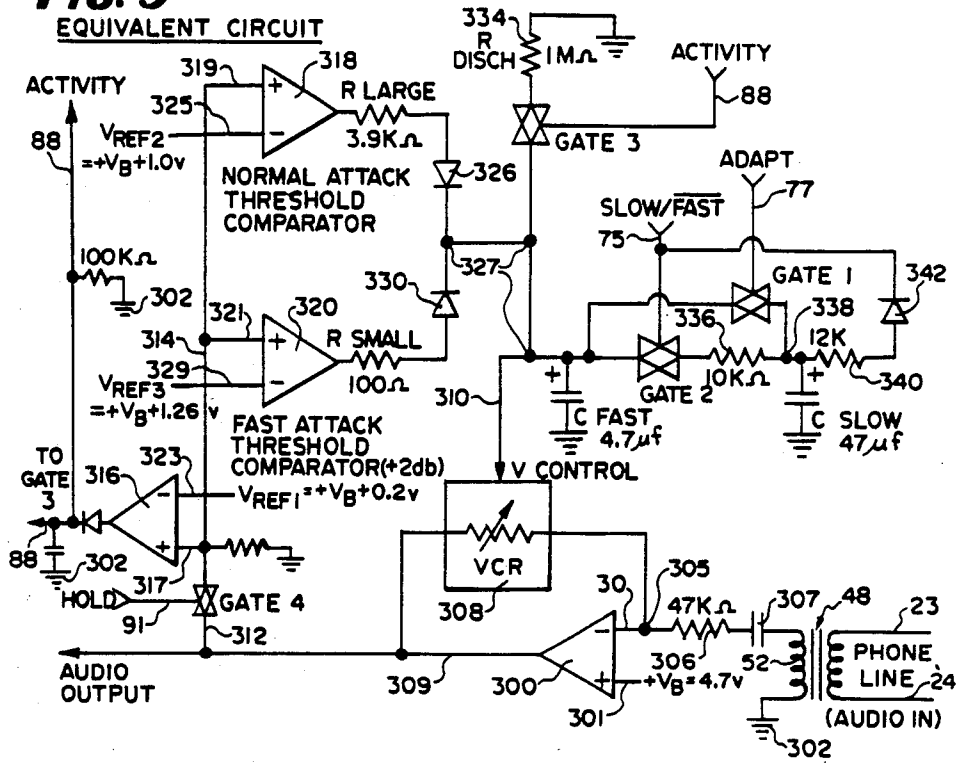 FIG. 9
EQUIVALENT CIRCUIT
ACTIVITY
88
319
318
325
VREF2
=+VB+1.0v
R LARGE
3.9KΩ
NORMAL ATTACK
THRESHOLD
COMPARATOR
326
334
R
DISCH
1MΩ
ACTIVITY
88
GATE 3
ADAPT
77
SLOW/FAST
75
327
330
100KΩ
302
314
321
320
329
VREF3
=+VB+1.26 v
R SMALL
100Ω
FAST ATTACK
THRESHOLD
COMPARATOR(+2db)
310
GATE 1
342
336
338
12K
10KΩ
340
GATE 2
+
C FAST
4.7μf
+
C SLOW
47μf
TO
GATE
3
316
323
VREF1=+VB+0.2v
88
302
317
HOLD
91
GATE 4
312
V CONTROL
VCR
308
AUDIO
OUTPUT
309
300
30
305
47KΩ
306
307
48
52
23
PHONE
LINE
24
(AUDIO IN)
301
+VB=4.7v
302